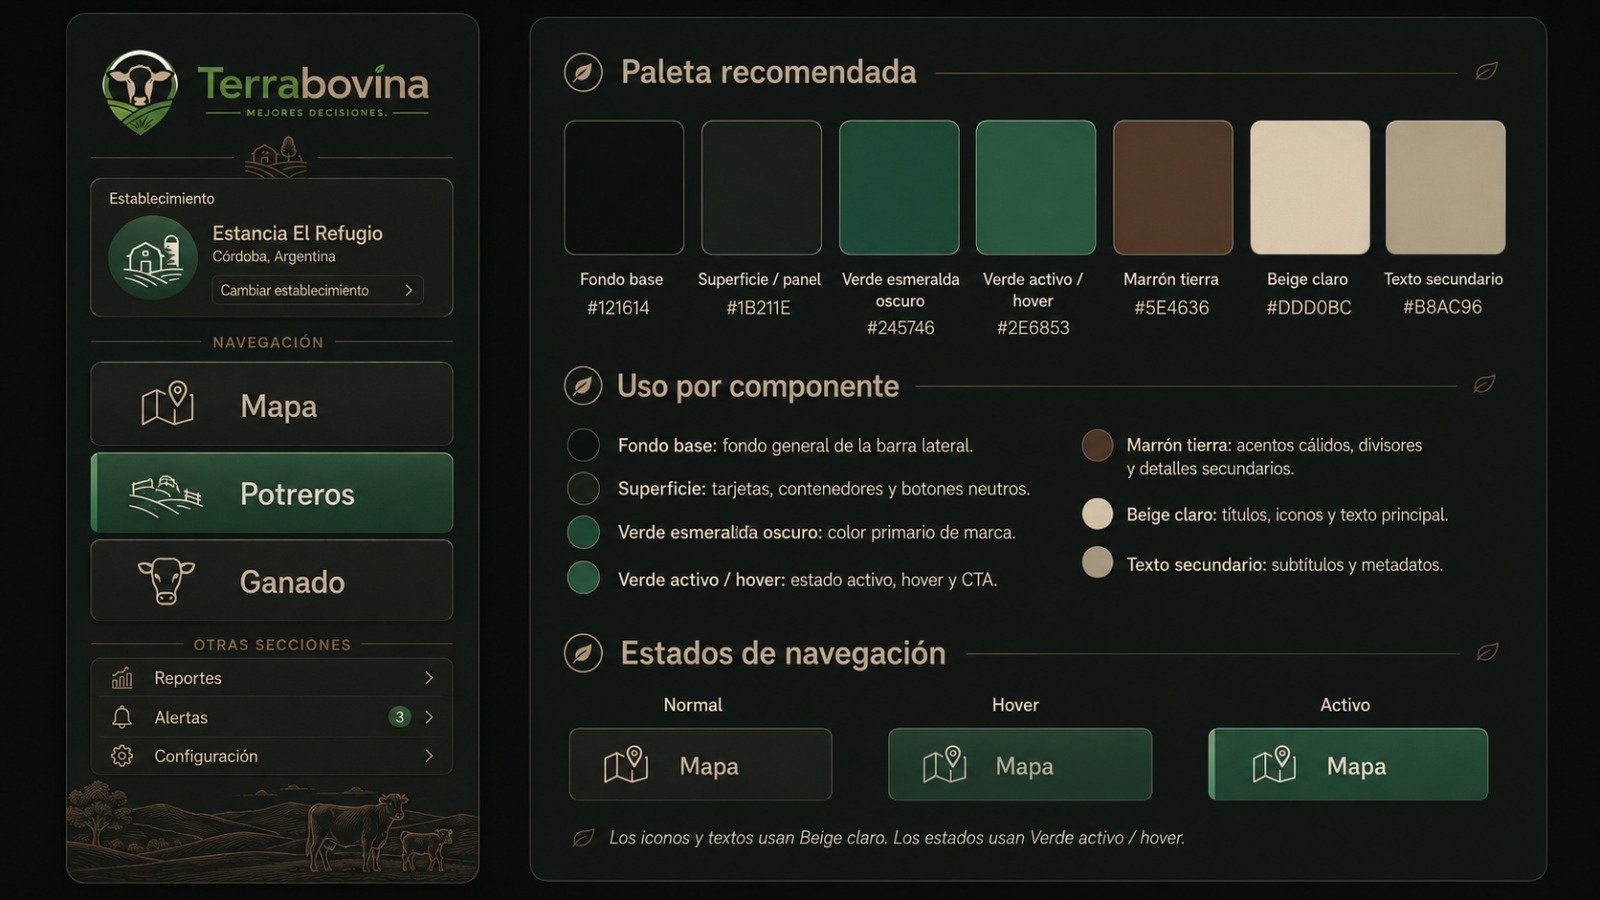 Terrabovina
MEJORES DECISIONES.
Establecimiento
Estancia El Refugio
Córdoba, Argentina
Cambiar establecimiento
NAVEGACIÓN
Mapa
Potreros
Ganado
OTRAS SECCIONES
Reportes
Alertas 3
Configuración
Paleta recomendada
Fondo base
#121614
Superficie / panel
#1B211E
Verde esmeralda
oscuro
#245746
Verde activo /
hover
#2E6853
Marrón tierra
#5E4636
Beige claro
#DDD0BC
Texto secundario
#B8AC96
Uso por componente
Fondo base: fondo general de la barra lateral.
Superficie: tarjetas, contenedores y botones neutros.
Verde esmeralda oscuro: color primario de marca.
Verde activo / hover: estado activo, hover y CTA.
Marrón tierra: acentos cálidos, divisores
y detalles secundarios.
Beige claro: títulos, iconos y texto principal.
Texto secundario: subtítulos y metadatos.
Estados de navegación
Normal
Mapa
Hover
Mapa
Activo
Mapa
Los iconos y textos usan Beige claro. Los estados usan Verde activo / hover.